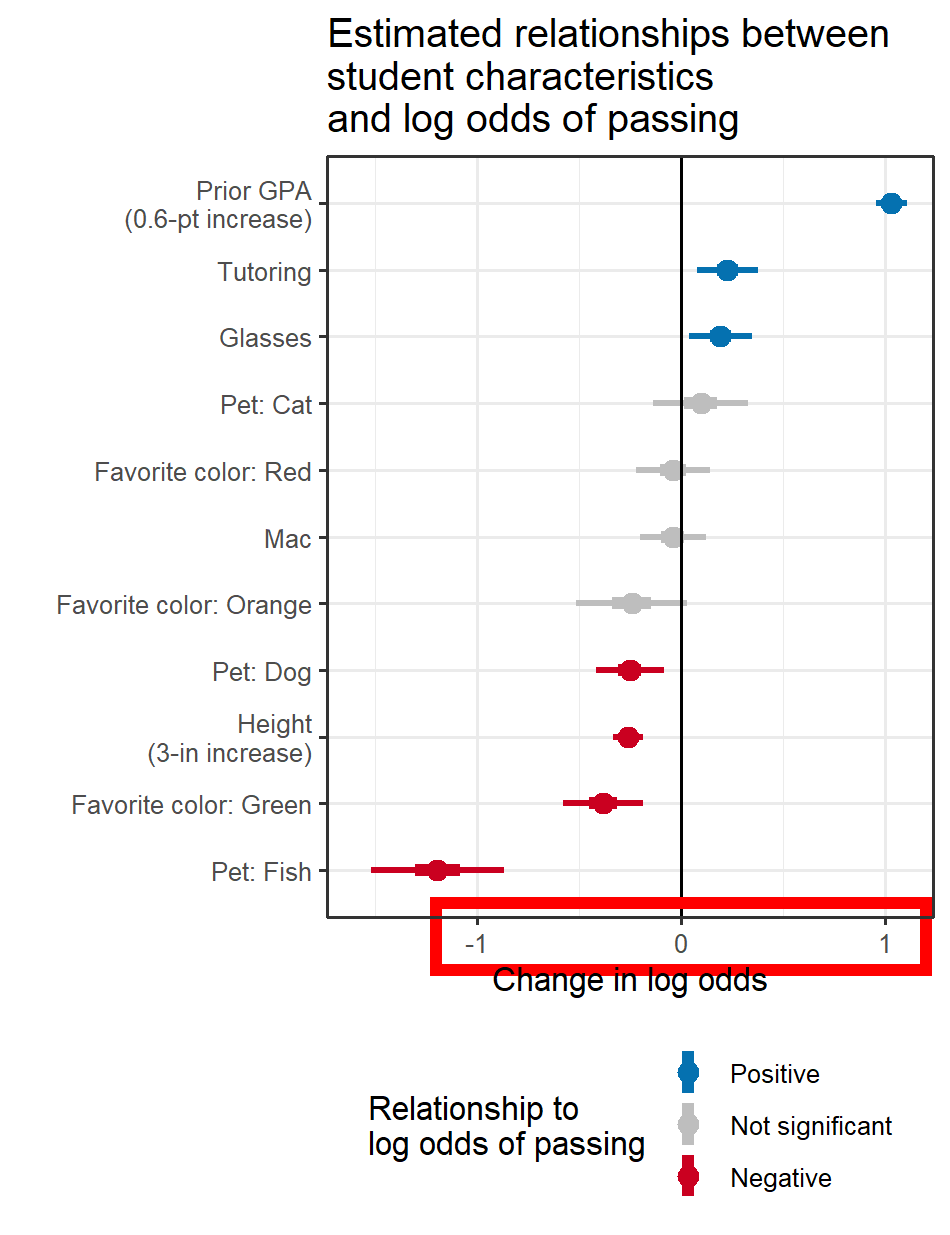 Estimated relationships between
student characteristics
and log odds of passing
Prior GPA
(0.6-pt increase)
Tutoring
Glasses
Pet: Cat
Favorite color: Red
Mac
Favorite color: Orange
Pet: Dog
Height
(3-in increase)
Favorite color: Green
Pet: Fish
-1 0 1
Change in log odds
Relationship to
log odds of passing
Positive
Not significant
Negative